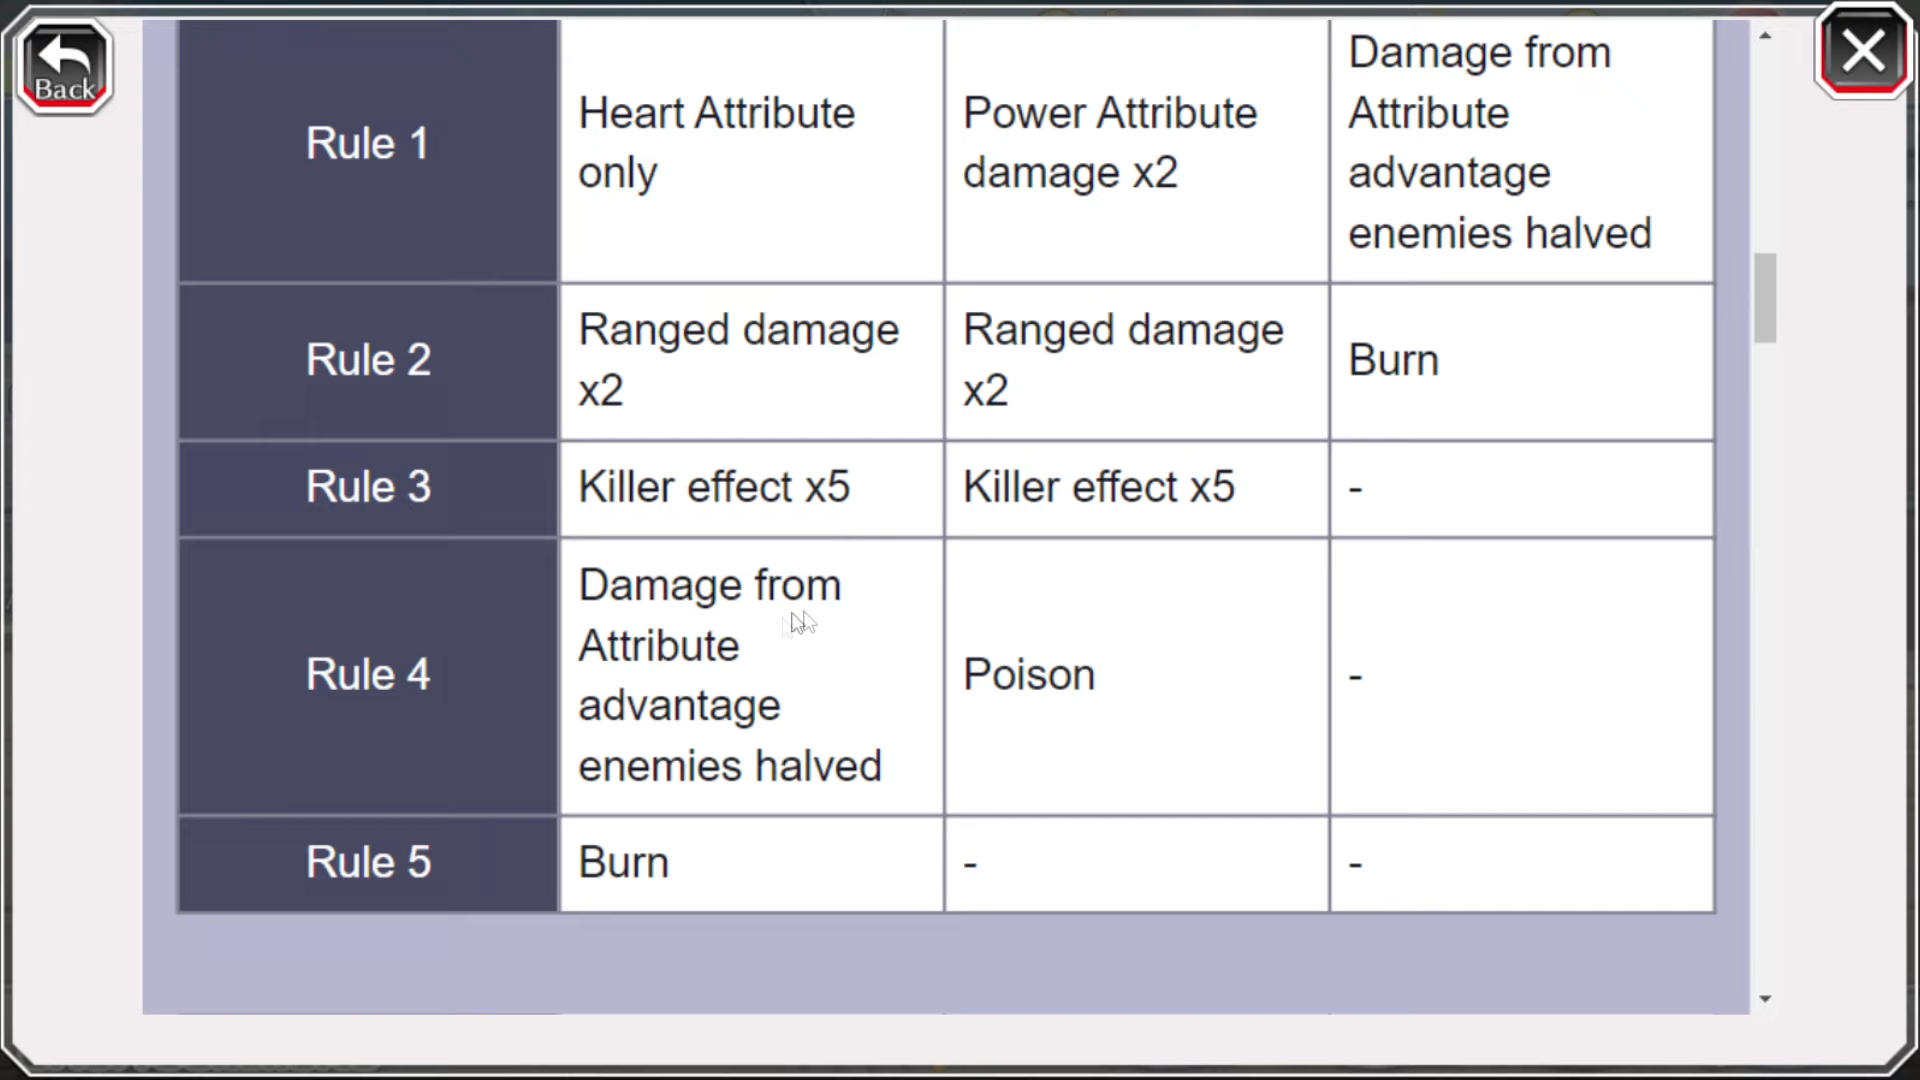 Back
Rule 1
Heart Attribute
only
Power Attribute
damage x2
Damage from
Attribute
advantage
enemies halved
Rule 2
Ranged damage
x2
Ranged damage
x2
Burn
Rule 3
Killer effect x5
Killer effect x5
-
Rule 4
Damage from
Attribute
advantage
enemies halved
Poison
-
Rule 5
Burn
-
-